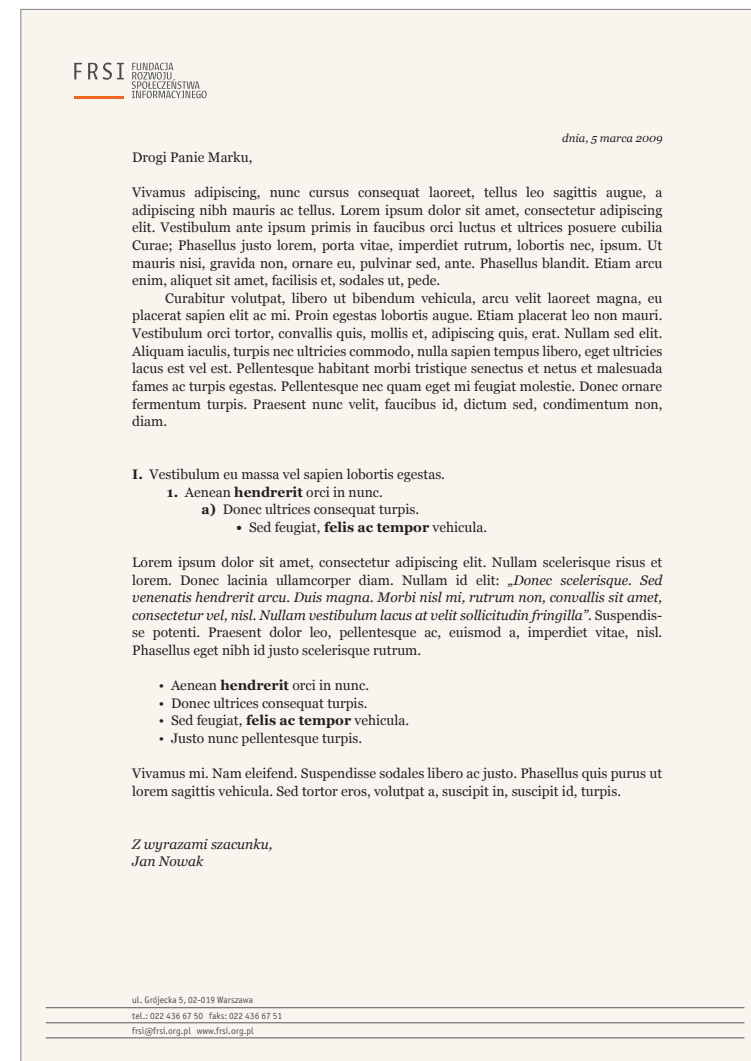 FRSI FUNDACJA
ROZWOJU
SPOŁECZEŃSTWA
INFORMACYJNEGO
dnia, 5 marca 2009
Drogi Panie Marku,
Vivamus adipiscing, nunc cursus consequat laoreet, tellus leo sagittis augue, a
adipiscing nibh mauris ac tellus. Lorem ipsum dolor sit amet, consectetur adipiscing
elit. Vestibulum ante ipsum primis in faucibus orci luctus et ultrices posuere cubilia
Curae; Phasellus justo lorem, porta vitae, imperdiet rutrum, lobortis nec, ipsum. Ut
mauris nisi, gravida non, ornare eu, pulvinar sed, ante. Phasellus blandit. Etiam arcu
enim, aliquet sit amet, facilisis et, sodales ut, pede.
Curabitur volutpat, libero ut bibendum vehicula, arcu velit laoreet magna, eu
placerat sapien elit ac mi. Proin egestas lobortis augue. Etiam placerat leo non mauri.
Vestibulum orci tortor, convallis quis, mollis et, adipiscing quis, erat. Nullam sed elit.
Aliquam iaculis, turpis nec ultricies commodo, nulla sapien tempus libero, eget ultricies
lacus est vel est. Pellentesque habitant morbi tristique senectus et netus et malesuada
fames ac turpis egestas. Pellentesque nec quam eget mi feugiat molestie. Donec ornare
fermentum turpis. Praesent nunc velit, faucibus id, dictum sed, condimentum non,
diam.
I. Vestibulum eu massa vel sapien lobortis egestas.
1. Aenean hendrerit orci in nunc.
a) Donec ultrices consequat turpis.
• Sed feugiat, felis ac tempor vehicula.
Lorem ipsum dolor sit amet, consectetur adipiscing elit. Nullam scelerisque risus et
lorem. Donec lacinia ullamcorper diam. Nullam id elit: „Donec scelerisque. Sed
venenatis hendrerit arcu. Duis magna. Morbi nisl mi, rutrum non, convallis sit amet,
consectetur vel, nisl. Nullam vestibulum lacus at velit sollicitudin fringilla”. Suspendis-
se potenti. Praesent dolor leo, pellentesque ac, euismod a, imperdiet vitae, nisl.
Phasellus eget nibh id justo scelerisque rutrum.
• Aenean hendrerit orci in nunc.
• Donec ultrices consequat turpis.
• Sed feugiat, felis ac tempor vehicula.
• Justo nunc pellentesque turpis.
Vivamus mi. Nam eleifend. Suspendisse sodales libero ac justo. Phasellus quis purus ut
lorem sagittis vehicula. Sed tortor eros, volutpat a, suscipit in, suscipit id, turpis.
Z wyrazami szacunku,
Jan Nowak
ul. Grójecka 5, 02-019 Warszawa
tel.: 022 436 67 50 faks: 022 436 67 51
frsi@frsi.org.pl www.frsi.org.pl